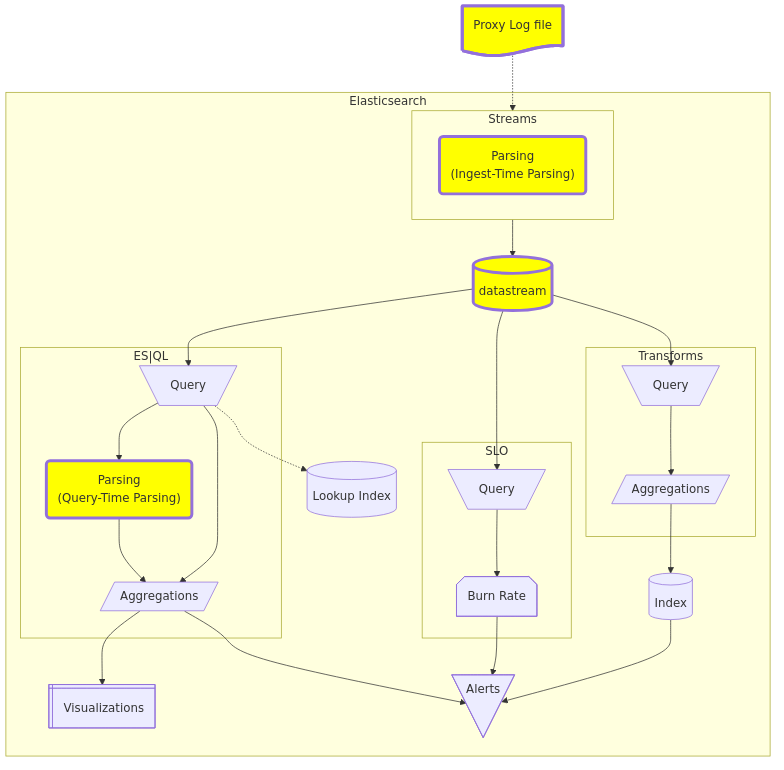 Proxy Log file
Elasticsearch
Streams
Parsing
(Ingest-Time Parsing)
datastream
ES|QL
Query
Parsing
(Query-Time Parsing)
Aggregations
Lookup Index
SLO
Query
Burn Rate
Transforms
Query
Aggregations
Index
Visualizations
Alerts